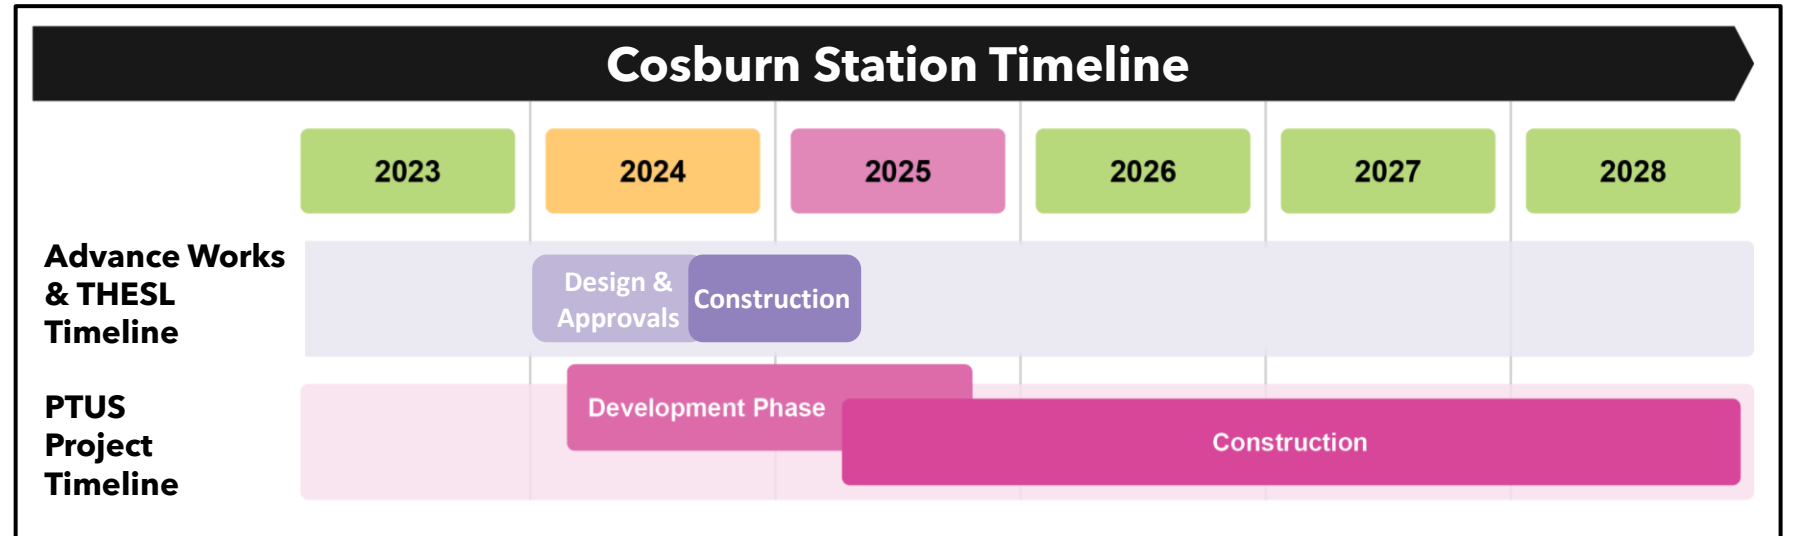 Cosburn Station Timeline
2023
2024
2025
2026
2027
2028
Advance Works
& THESL
Timeline
Design &
Approvals
Construction
PTUS
Project
Timeline
Development Phase
Construction